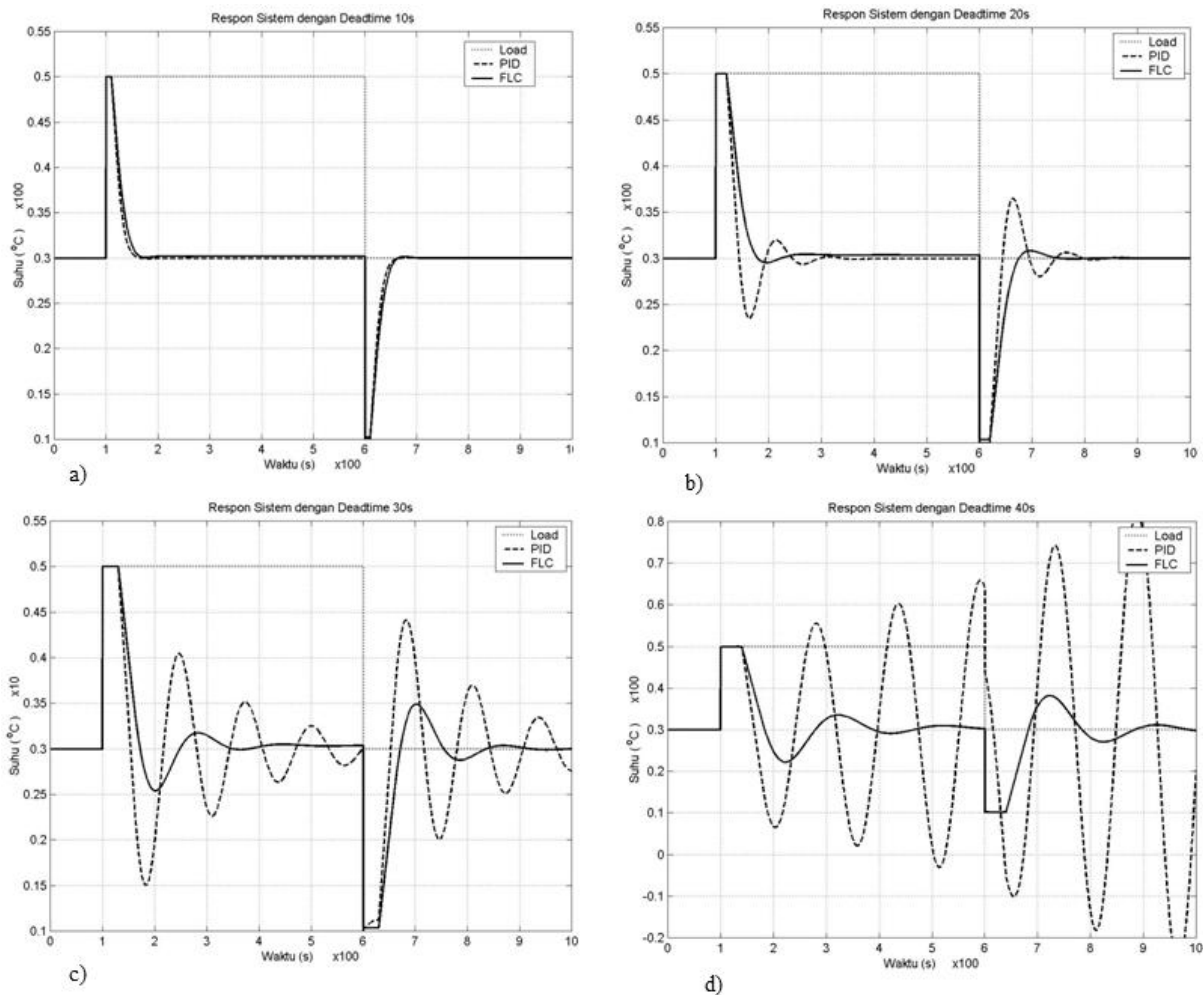 Respon Sistem dengan Deadtime 10s
0.55
0.5
0.45
0.4
0.35
0.3
0.25
0.2
0.15
0.1
Suhu (°C) x100
Load
PID
FLC
0 1 2 3 4 5 6 7 8 9 10
Waktu (s) x100
a)
Respon Sistem dengan Deadtime 20s
0.55
0.5
0.45
0.4
0.35
0.3
0.25
0.2
0.15
0.1
Suhu (°C) x100
Load
PID
FLC
0 1 2 3 4 5 6 7 8 9 10
Waktu (s) x100
b)
Respon Sistem dengan Deadtime 30s
0.55
0.5
0.45
0.4
0.35
0.3
0.25
0.2
0.15
0.1
Suhu (°C) x10
Load
PID
FLC
0 1 2 3 4 5 6 7 8 9 10
Waktu (s) x100
c)
Respon Sistem dengan Deadtime 40s
0.8
0.7
0.6
0.5
0.4
0.3
0.2
0.1
0
-0.1
-0.2
Suhu (°C) x100
Load
PID
FLC
0 1 2 3 4 5 6 7 8 9 10
Waktu (s) x100
d)